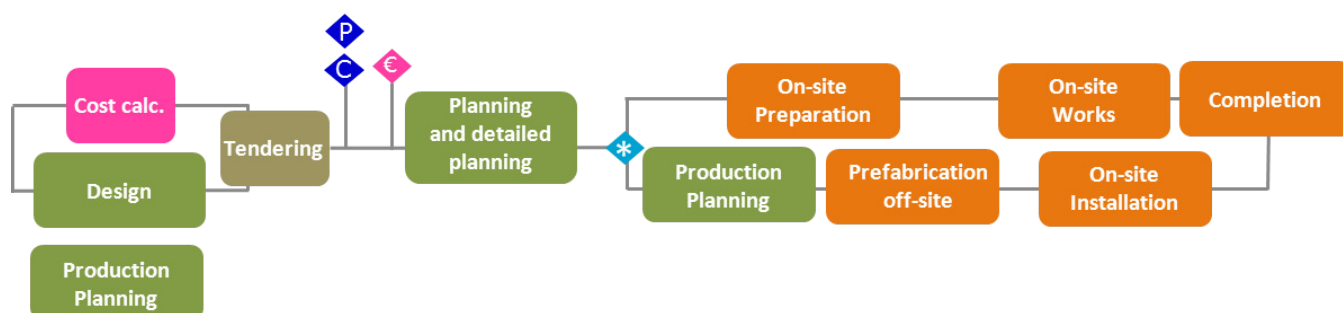 P
C
€
Cost calc.
Design
Production
Planning
Tendering
Planning
and detailed
planning
*
On-site
Preparation
On-site
Works
Completion
Production
Planning
Prefabrication
off-site
On-site
Installation